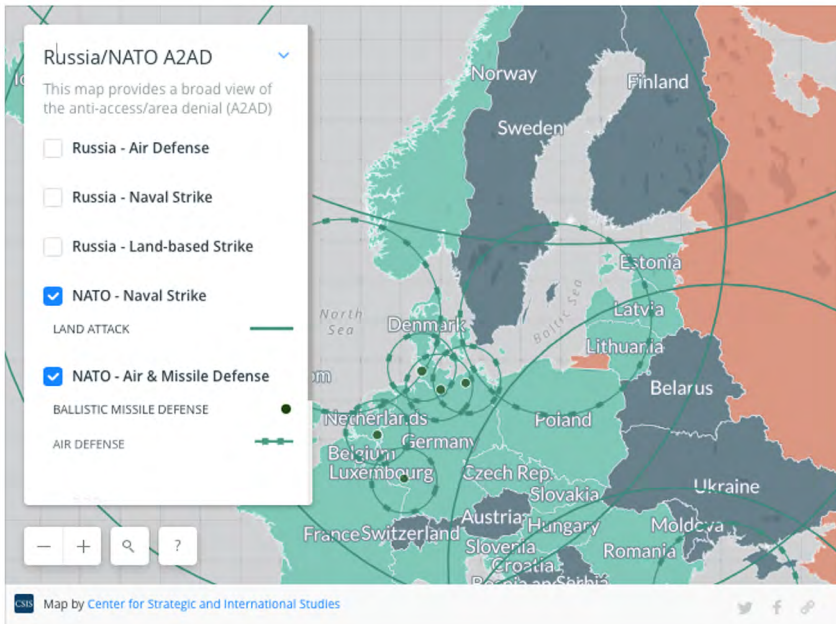 Russia/NATO A2AD
This map provides a broad view of
the anti-access/area denial (A2AD)
Russia - Air Defense
Russia - Naval Strike
Russia - Land-based Strike
NATO - Naval Strike
LAND ATTACK
NATO - Air & Missile Defense
BALLISTIC MISSILE DEFENSE
AIR DEFENSE
Norway
Finland
Sweden
Estonia
North
Sea
Baltic Sea
Latvia
Denmark
Lithuania
Belarus
Netherlands
Poland
Germany
Belgium
Luxembourg
Czech Rep.
Ukraine
Slovakia
Austria
Hungary
Moldova
France
Switzerland
Slovenia
Romania
Croatia
Bosnia and Serbia
?
CSIS
Map by Center for Strategic and International Studies